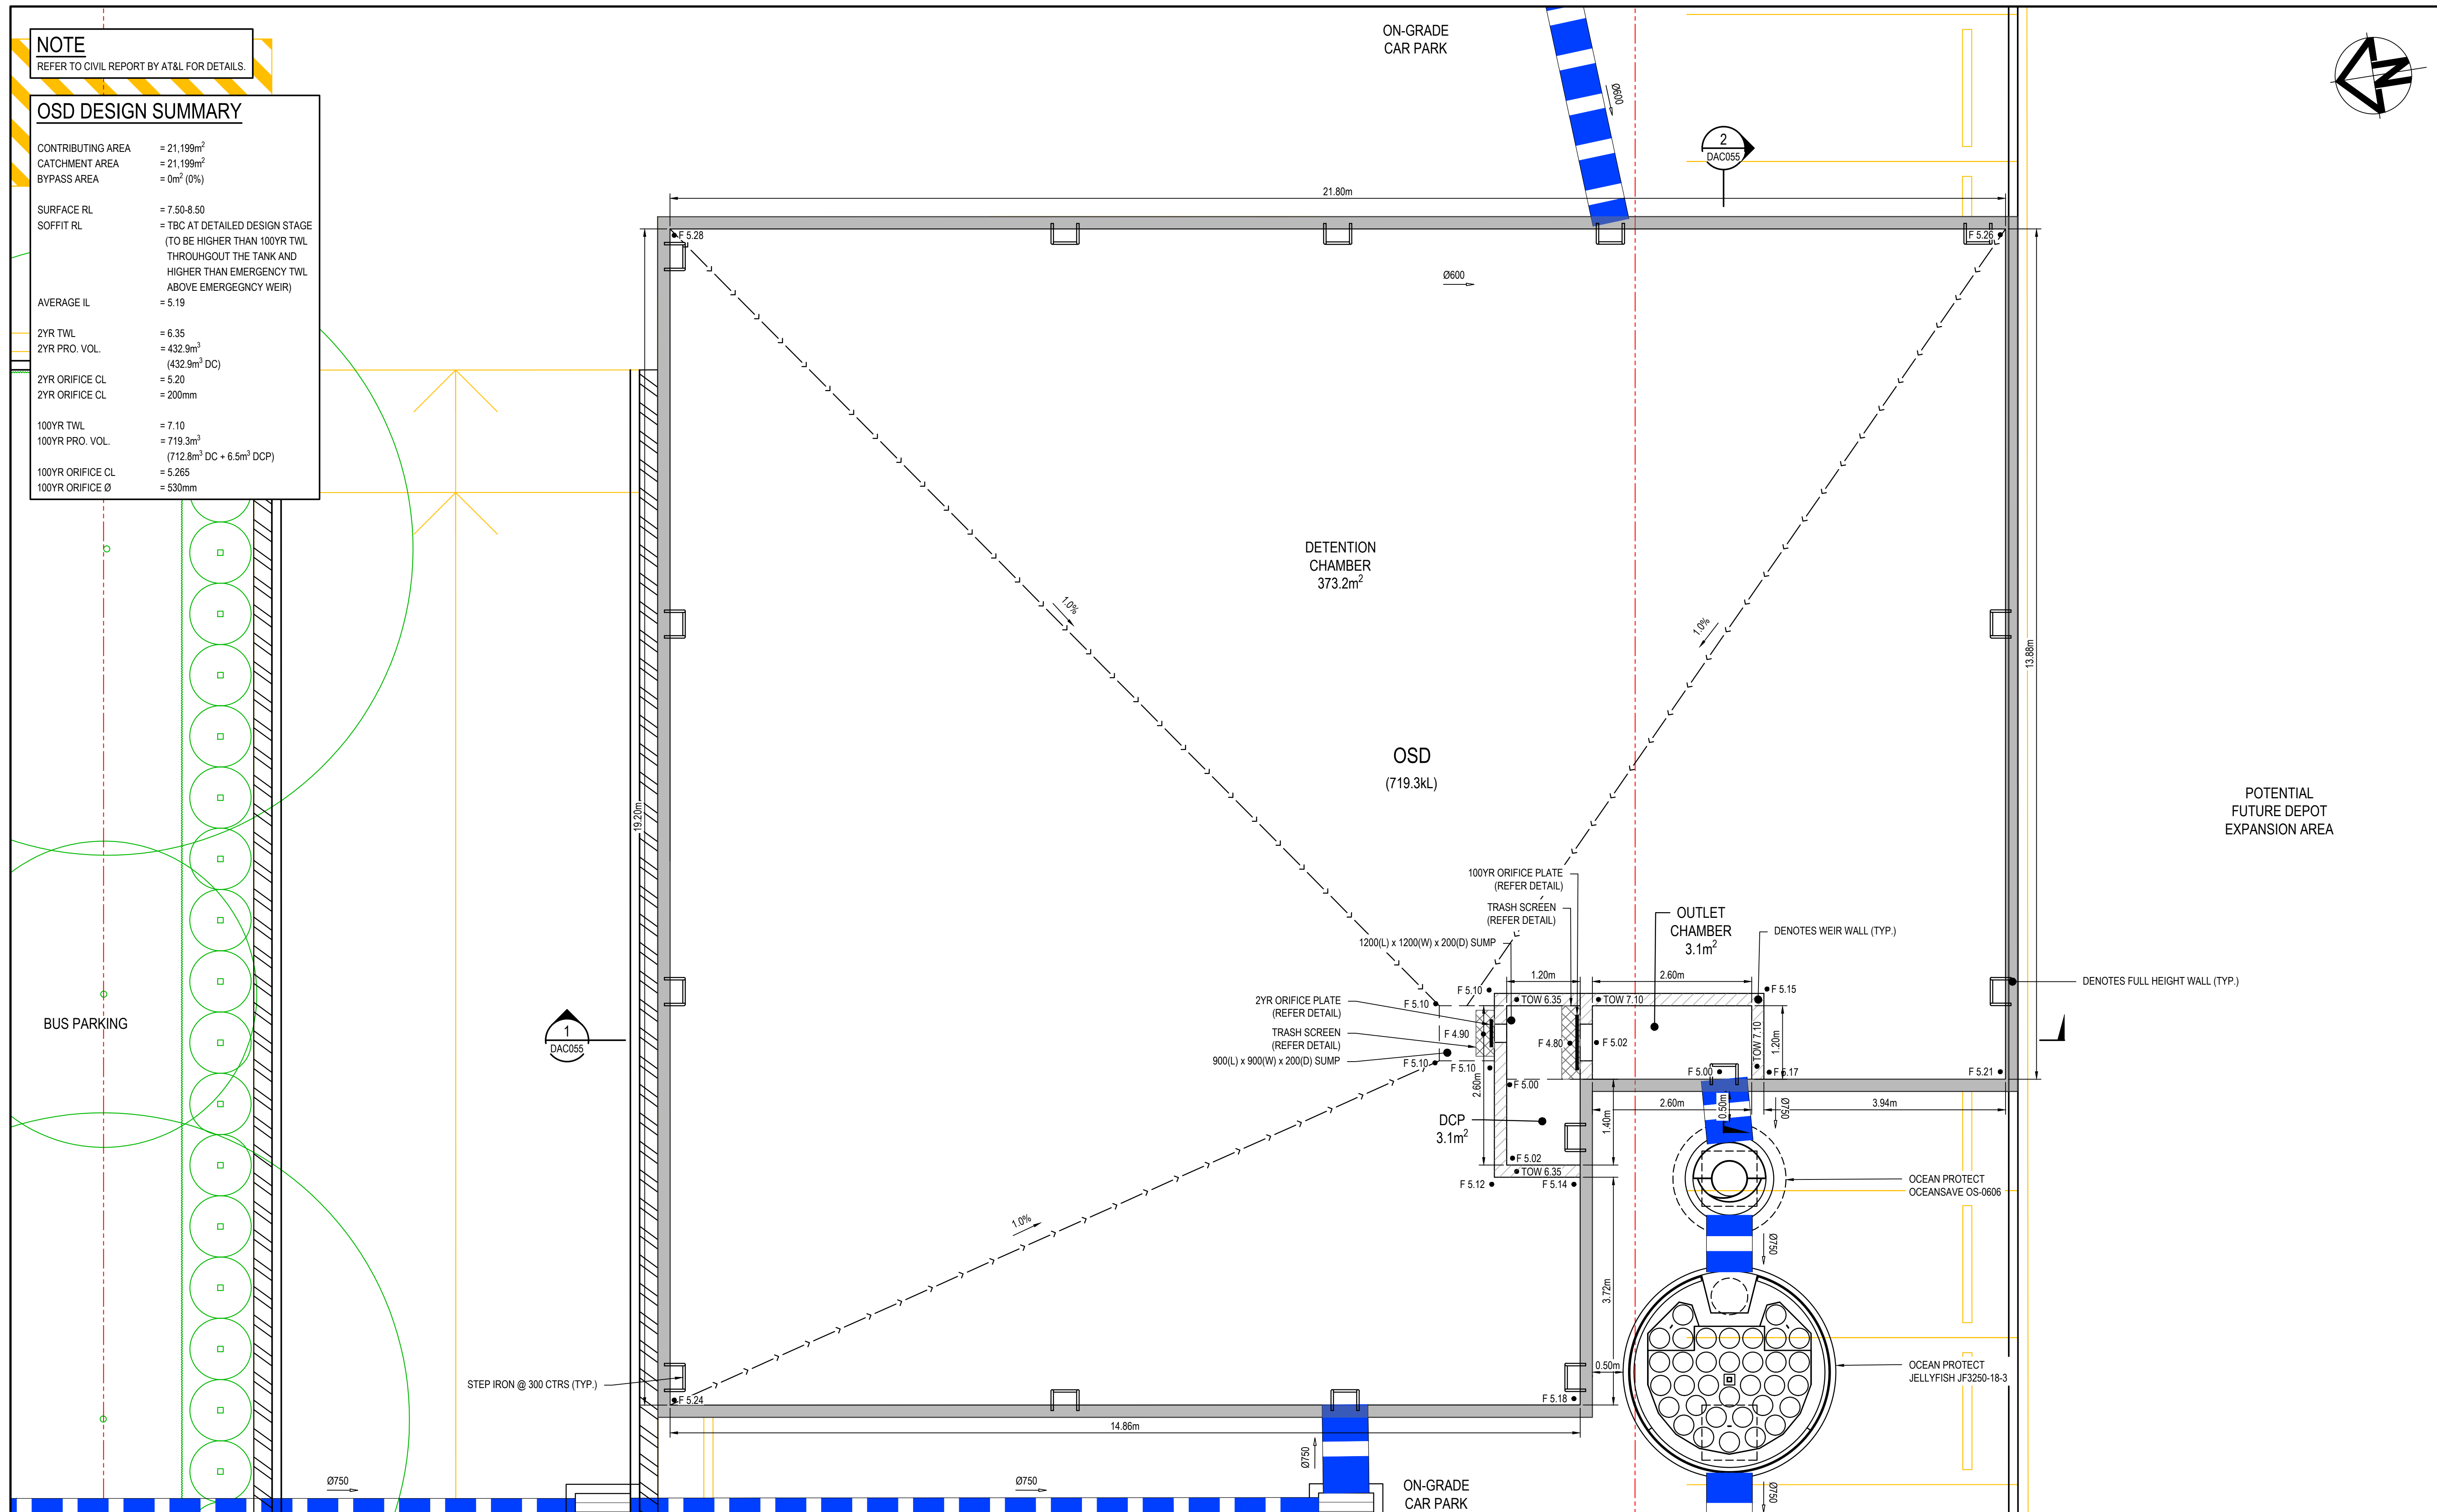 NOTE
REFER TO CIVIL REPORT BY AT&L FOR DETAILS.
OSD DESIGN SUMMARY
CONTRIBUTING AREA = 21,199m²
CATCHMENT AREA = 21,199m²
BYPASS AREA = 0m² (0%)
SURFACE RL = 7.50-8.50
SOFFIT RL = TBC AT DETAILED DESIGN STAGE
(TO BE HIGHER THAN 100YR TWL
THROUHGOUT THE TANK AND
HIGHER THAN EMERGENCY TWL
ABOVE EMERGEGNCY WEIR)
AVERAGE IL = 5.19
2YR TWL = 6.35
2YR PRO. VOL. = 432.9m³
(432.9m³ DC)
2YR ORIFICE CL = 5.20
2YR ORIFICE CL = 200mm
100YR TWL = 7.10
100YR PRO. VOL. = 719.3m³
(712.8m³ DC + 6.5m³ DCP)
100YR ORIFICE CL = 5.265
100YR ORIFICE Ø = 530mm
ON-GRADE
CAR PARK
Ø600
N
2
DAC055
21.80m
F 5.28
F 5.26
Ø600
DETENTION
CHAMBER
373.2m²
1.0%
1.0%
13.88m
19.20m
OSD
(719.3kL)
POTENTIAL
FUTURE DEPOT
EXPANSION AREA
100YR ORIFICE PLATE
(REFER DETAIL)
TRASH SCREEN
(REFER DETAIL)
1200(L) x 1200(W) x 200(D) SUMP
OUTLET
CHAMBER
3.1m²
DENOTES WEIR WALL (TYP.)
1.20m
2.60m
DENOTES FULL HEIGHT WALL (TYP.)
2YR ORIFICE PLATE
(REFER DETAIL)
TRASH SCREEN
(REFER DETAIL)
900(L) x 900(W) x 200(D) SUMP
F 5.10
F 5.10
TOW 6.35
TOW 7.10
F 5.15
BUS PARKING
1
DAC055
F 4.90
F 4.80
F 5.02
TOW 7.10
1.20m
F 5.10
F 5.10
F 5.00
F 5.00
F 5.17
F 5.21
2.60m
2.60m
0.50m
Ø750
3.94m
DCP
3.1m²
1.40m
F 5.02
TOW 6.35
F 5.12
F 5.14
OCEAN PROTECT
OCEANSAVE OS-0606
1.0%
Ø750
3.72m
0.50m
OCEAN PROTECT
JELLYFISH JF3250-18-3
STEP IRON @ 300 CTRS (TYP.)
F 5.24
F 5.18
14.86m
Ø750
Ø750
Ø750
ON-GRADE
CAR PARK
Ø750